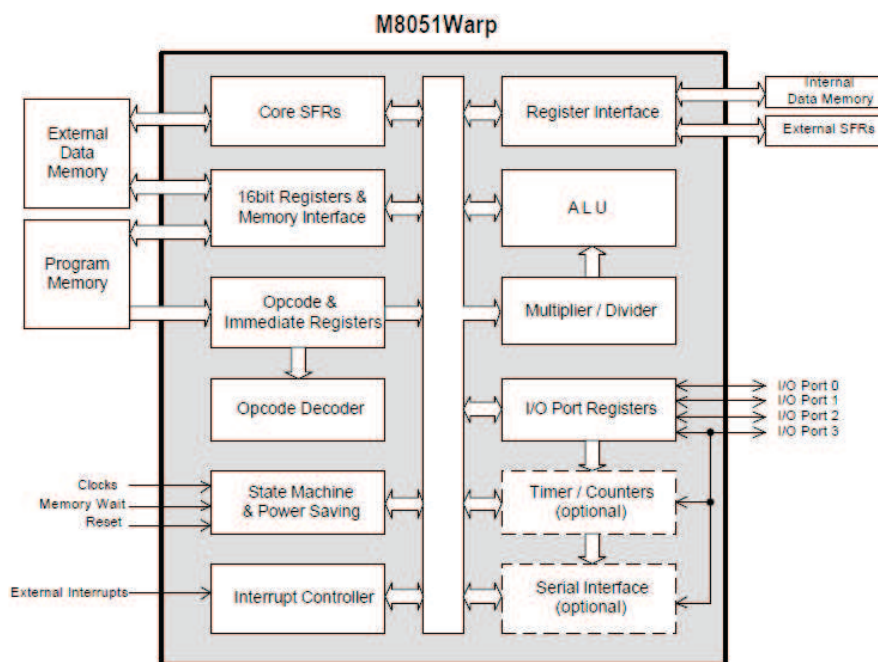 M8051Warp
External
Data
Memory
Program
Memory
Core SFRs
16bit Registers &
Memory Interface
Opcode &
Immediate Registers
Opcode Decoder
State Machine
& Power Saving
Interrupt Controller
Clocks
Memory Wait
Reset
External Interrupts
Register Interface
A L U
Multiplier / Divider
I/O Port Registers
Timer / Counters
(optional)
Serial Interface
(optional)
Internal
Data Memory
External SFRs
I/O Port 0
I/O Port 1
I/O Port 2
I/O Port 3